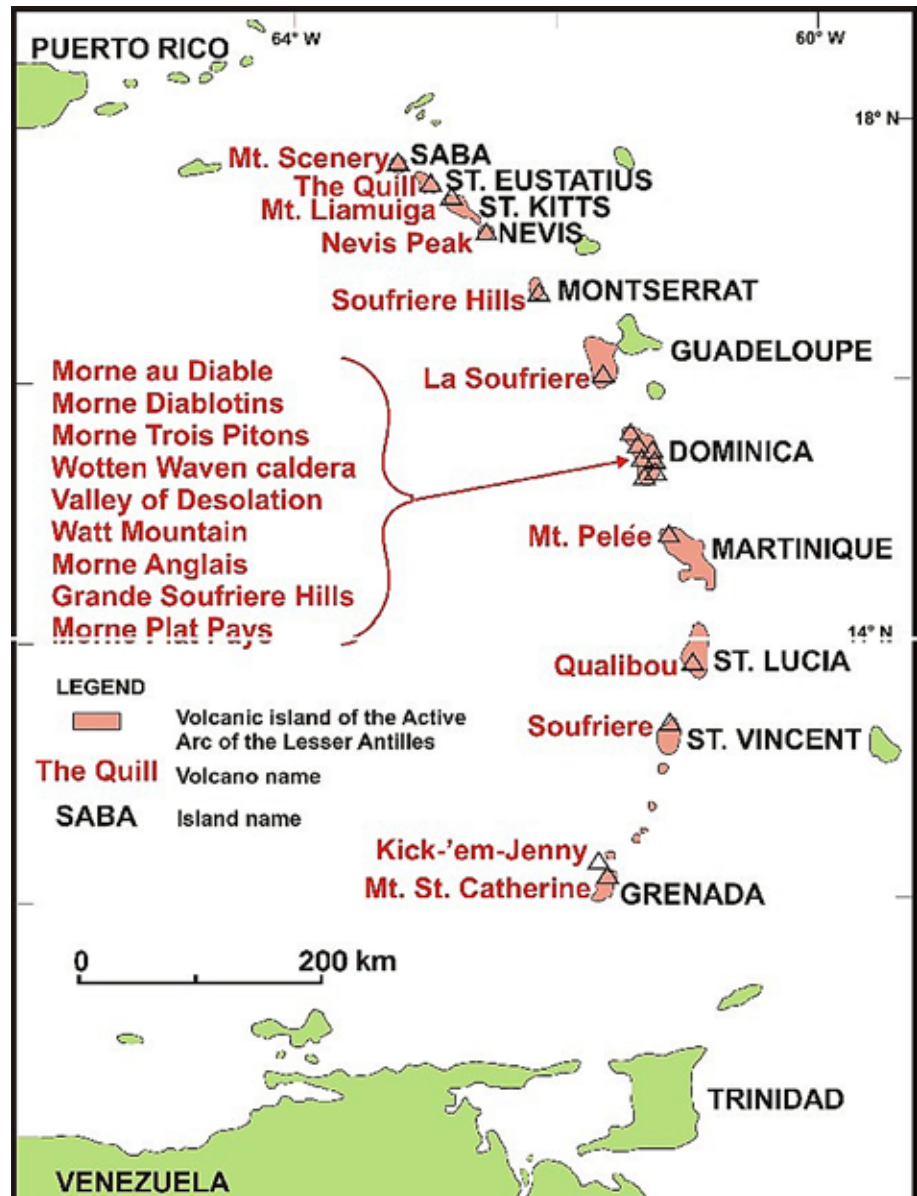 64° W
60° W
PUERTO RICO
18° N
Mt. Scenery
SABA
The Quill
ST. EUSTATIUS
Mt. Liamuiga
ST. KITTS
Nevis Peak
NEVIS
Soufriere Hills
MONTSERRAT
GUADELOUPE
La Soufriere
Morne au Diable
Morne Diablotins
Morne Trois Pitons
Wotten Waven caldera
Valley of Desolation
Watt Mountain
Morne Anglais
Grande Soufriere Hills
Morne Plat Pays
DOMINICA
Mt. Pelée
MARTINIQUE
14° N
Qualibou
ST. LUCIA
Soufriere
ST. VINCENT
LEGEND
Volcanic island of the Active
Arc of the Lesser Antilles
The Quill Volcano name
SABA Island name
Kick-'em-Jenny
Mt. St. Catherine
GRENADA
0 200 km
TRINIDAD
VENEZUELA